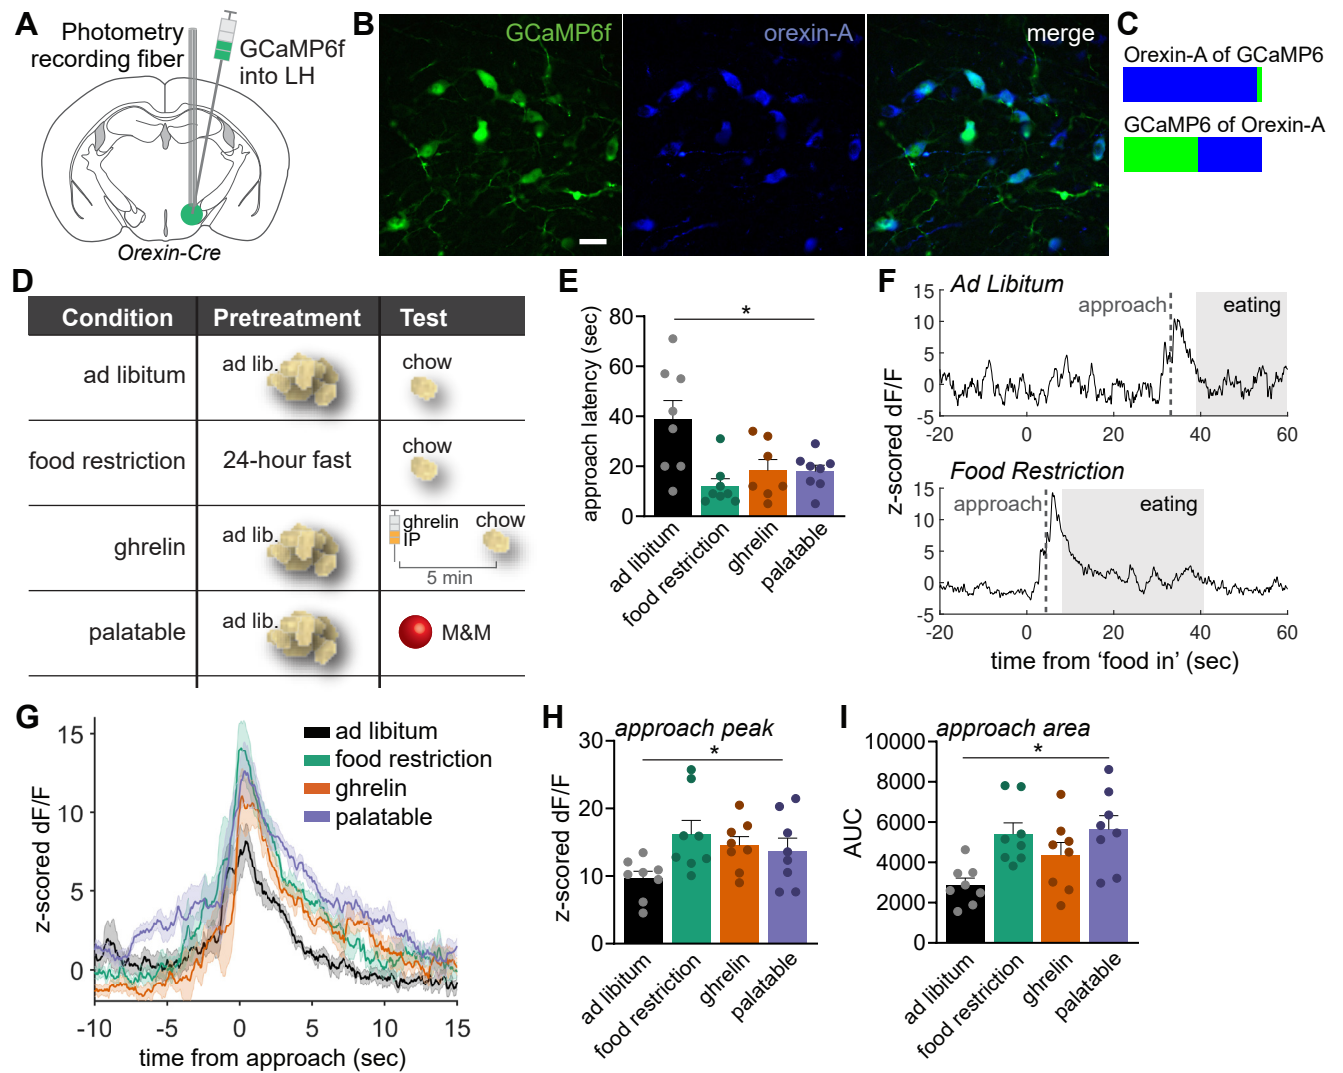 A
Photometry
recording fiber
GCaMP6f
into LH
Orexin-Cre
B
GCaMP6f
orexin-A
merge
C
Orexin-A of GCaMP6
GCaMP6 of Orexin-A
D
Condition Pretreatment Test
ad libitum ad lib. chow
food restriction 24-hour fast chow
ghrelin ad lib. ghrelin IP chow
5 min
palatable ad lib. M&M
E
approach latency (sec)
80
60
40
20
0
*
ad libitum
food restriction
ghrelin
palatable
F
Ad Libitum
approach
eating
15
10
5
0
-5
-20 0 20 40 60
z-scored dF/F
Food Restriction
approach
eating
15
10
5
0
-5
-20 0 20 40 60
time from ‘food in’ (sec)
G
z-scored dF/F
15
10
5
0
ad libitum
food restriction
ghrelin
palatable
-10 -5 0 5 10 15
time from approach (sec)
H
approach peak
*
z-scored dF/F
30
20
10
0
ad libitum
food restriction
ghrelin
palatable
I
approach area
*
AUC
10000
8000
6000
4000
2000
0
ad libitum
food restriction
ghrelin
palatable